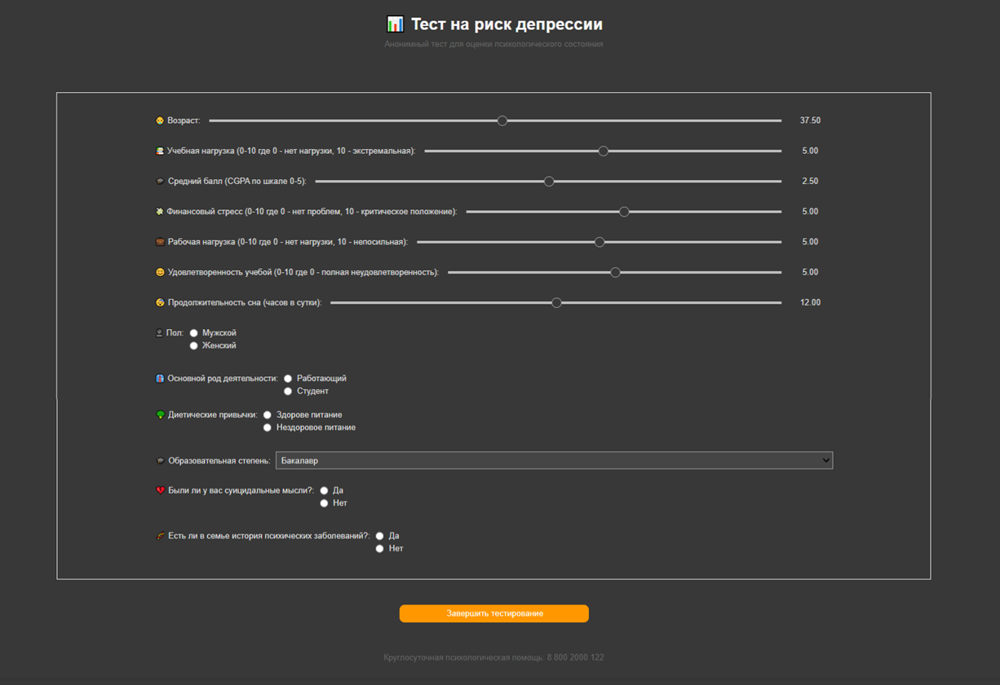 Тест на риск депрессии
Анонимный тест для оценки психологического состояния
Возраст: 37.50
Учебная нагрузка (0-10 где 0 - нет нагрузки, 10 - экстремальная): 5.00
Средний балл (CGPA по шкале 0-5): 2.50
Финансовый стресс (0-10 где 0 - нет проблем, 10 - критическое положение): 5.00
Рабочая нагрузка (0-10 где 0 - нет нагрузки, 10 - непосильная): 5.00
Удовлетворенность учебой (0-10 где 0 - полная неудовлетворенность): 5.00
Продолжительность сна (часов в сутки): 12.00
Пол: Мужской
Женский
Основной род деятельности: Работающий
Студент
Диетические привычки: Здорове питание
Нездоровое питание
Образовательная степень: Бакалавр
Были ли у вас суицидальные мысли?: Да
Нет
Есть ли в семье история психических заболеваний?: Да
Нет
Завершить тестирование
Круглосуточная психологическая помощь: 8 800 2000 122